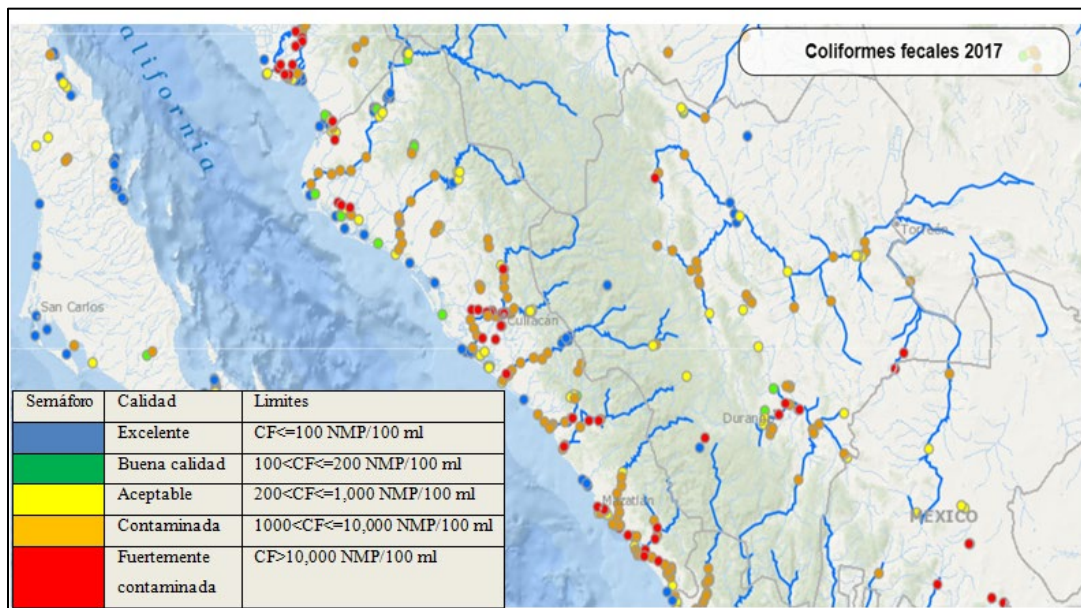 California
Coliformes fecales 2017
Torreón
San Carlos
Culiacán
Durango
Mazatlán
MEXICO
Semáforo Calidad Limites
Excelente CF<=100 NMP/100 ml
Buena calidad 100<CF<=200 NMP/100 ml
Aceptable 200<CF<=1,000 NMP/100 ml
Contaminada 1000<CF<=10,000 NMP/100 ml
Fuertemente CF>10,000 NMP/100 ml
contaminada